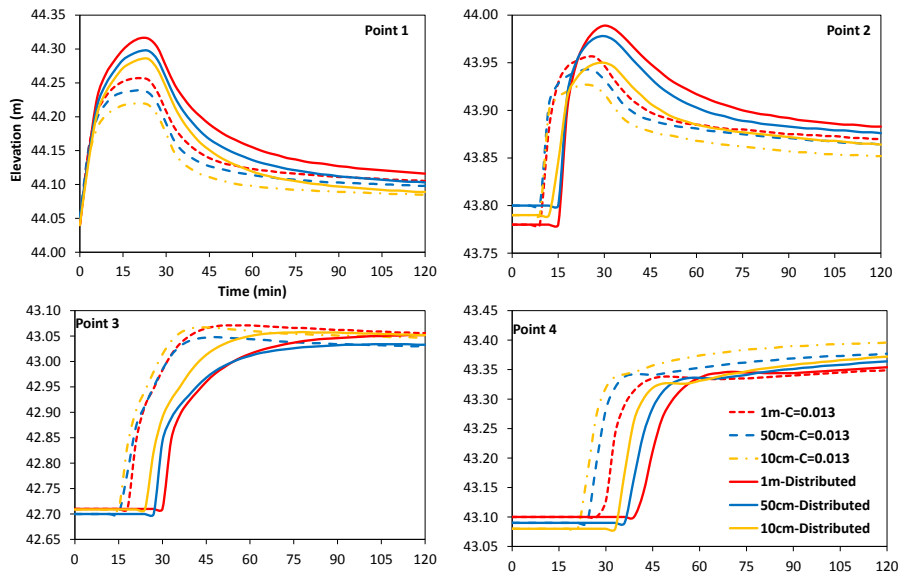 44.35
44.30
44.25
44.20
44.15
44.10
44.05
44.00
Elevation (m)
Point 1
0 15 30 45 60 75 90 105 120
Time (min)
44.00
43.95
43.90
43.85
43.80
43.75
Point 2
0 15 30 45 60 75 90 105 120
43.10
43.05
43.00
42.95
42.90
42.85
42.80
42.75
42.70
42.65
Point 3
0 15 30 45 60 75 90 105 120
43.45
43.40
43.35
43.30
43.25
43.20
43.15
43.10
43.05
Point 4
1m-C=0.013
50cm-C=0.013
10cm-C=0.013
1m-Distributed
50cm-Distributed
10cm-Distributed
0 15 30 45 60 75 90 105 120